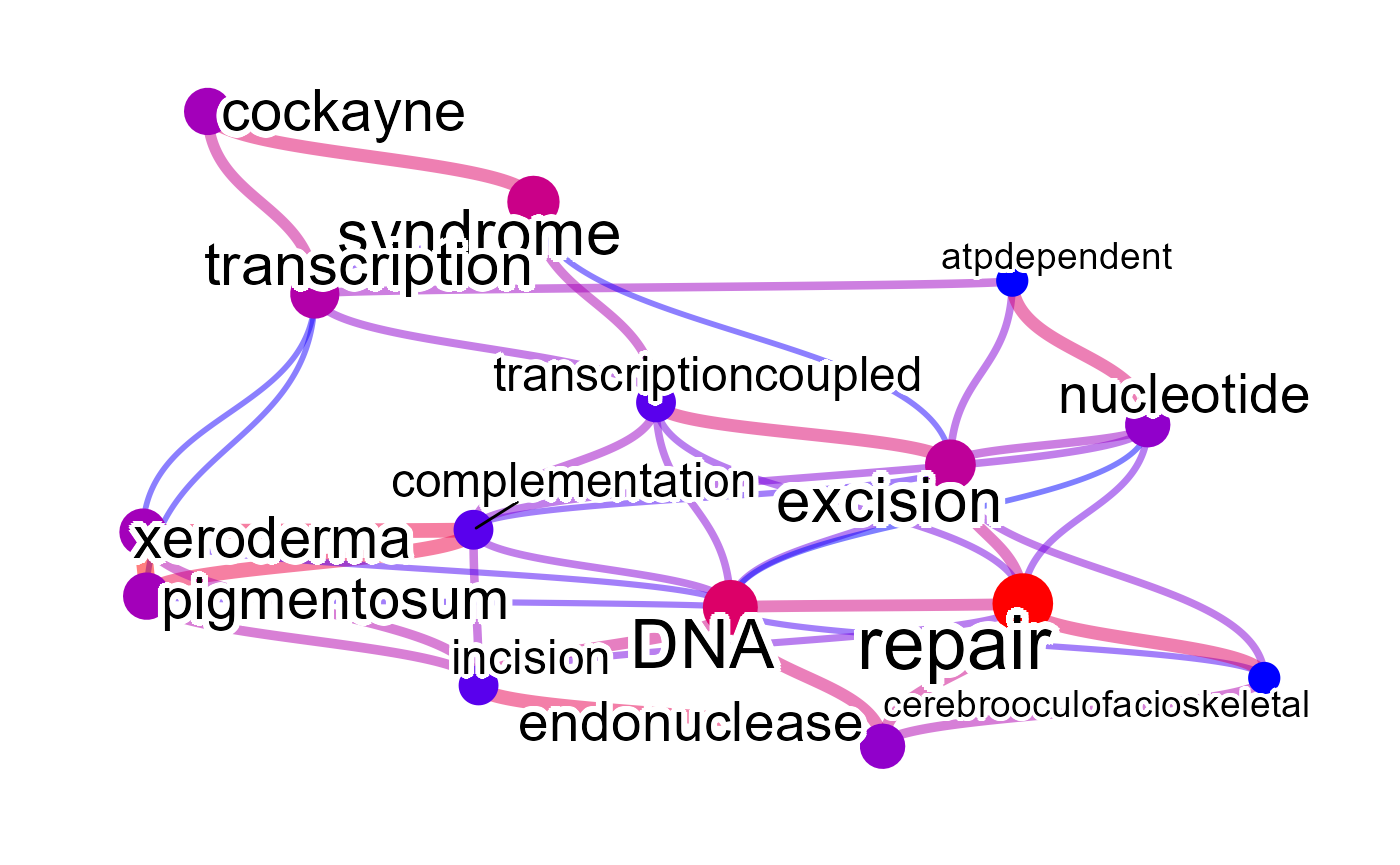 cockayne
syndrome
transcription
atpdependent
transcriptioncoupled
nucleotide
complementation
excision
xeroderma
pigmentosum
incision
DNA
repair
cerebrooculofacioskeletal
endonuclease